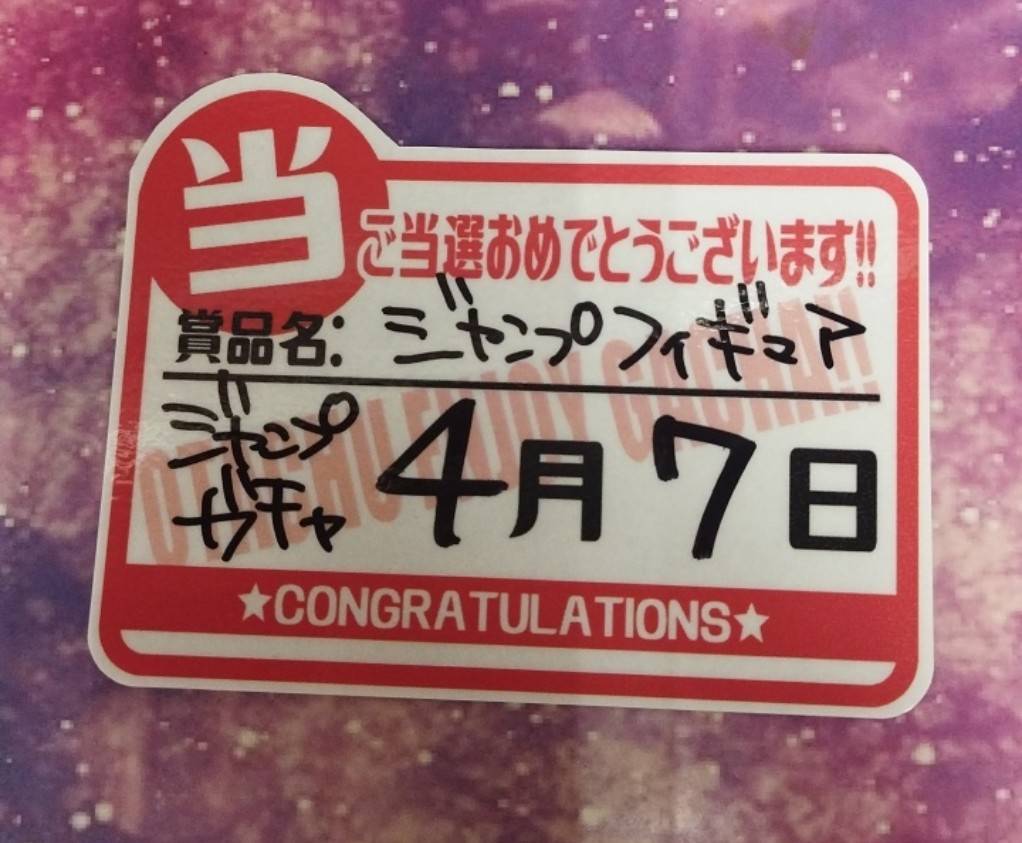 当
ご当選おめでとうございます!!
賞品名: ジャンプフィギュア
ジャンプ
ガチャ
4月7日
ENJOY GACHA!!
★CONGRATULATIONS★